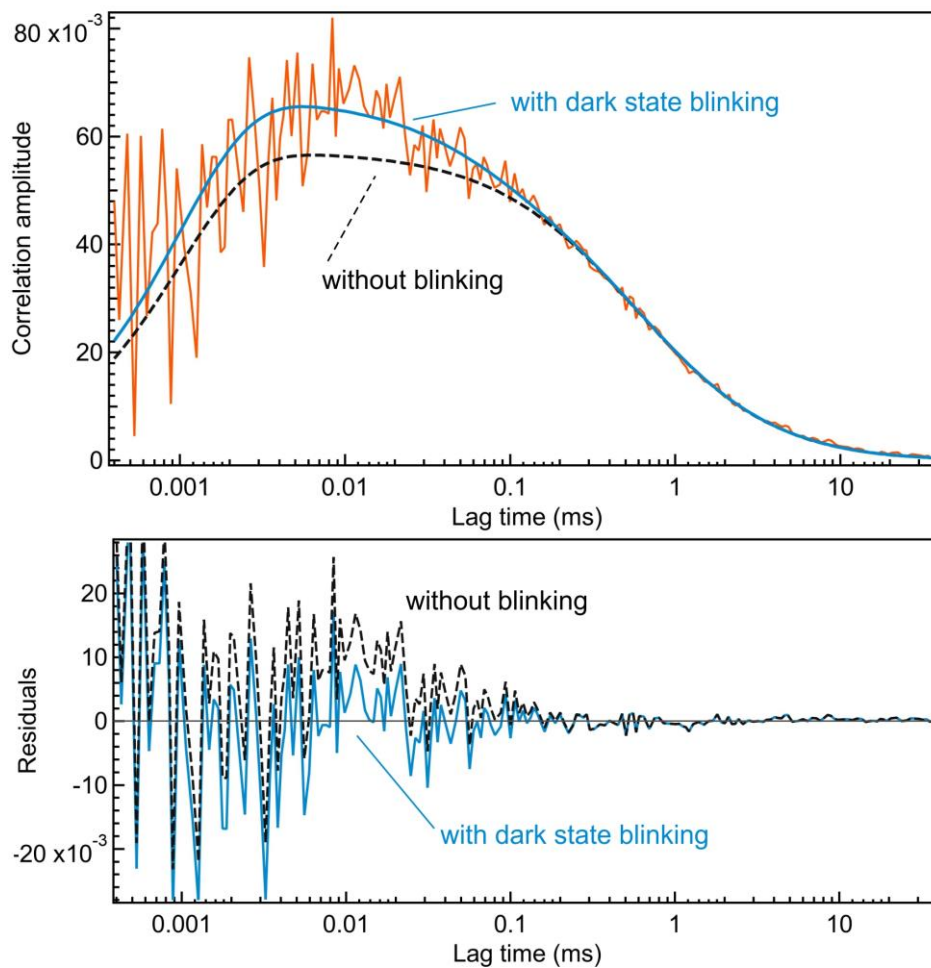 80 x10⁻³
60
40
20
0
Correlation amplitude
with dark state blinking
without blinking
0.001
0.01
0.1
1
10
Lag time (ms)
20
10
0
-10
-20 x10⁻³
Residuals
without blinking
with dark state blinking
0.001
0.01
0.1
1
10
Lag time (ms)